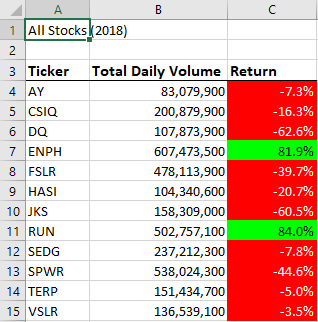 A B C
1 All Stocks (2018)
2
3 Ticker Total Daily Volume Return
4 AY 83,079,900 -7.3%
5 CSIQ 200,879,900 -16.3%
6 DQ 107,873,900 -62.6%
7 ENPH 607,473,500 81.9%
8 FSLR 478,113,900 -39.7%
9 HASI 104,340,600 -20.7%
10 JKS 158,309,000 -60.5%
11 RUN 502,757,100 84.0%
12 SEDG 237,212,300 -7.8%
13 SPWR 538,024,300 -44.6%
14 TERP 151,434,700 -5.0%
15 VSLR 136,539,100 -3.5%